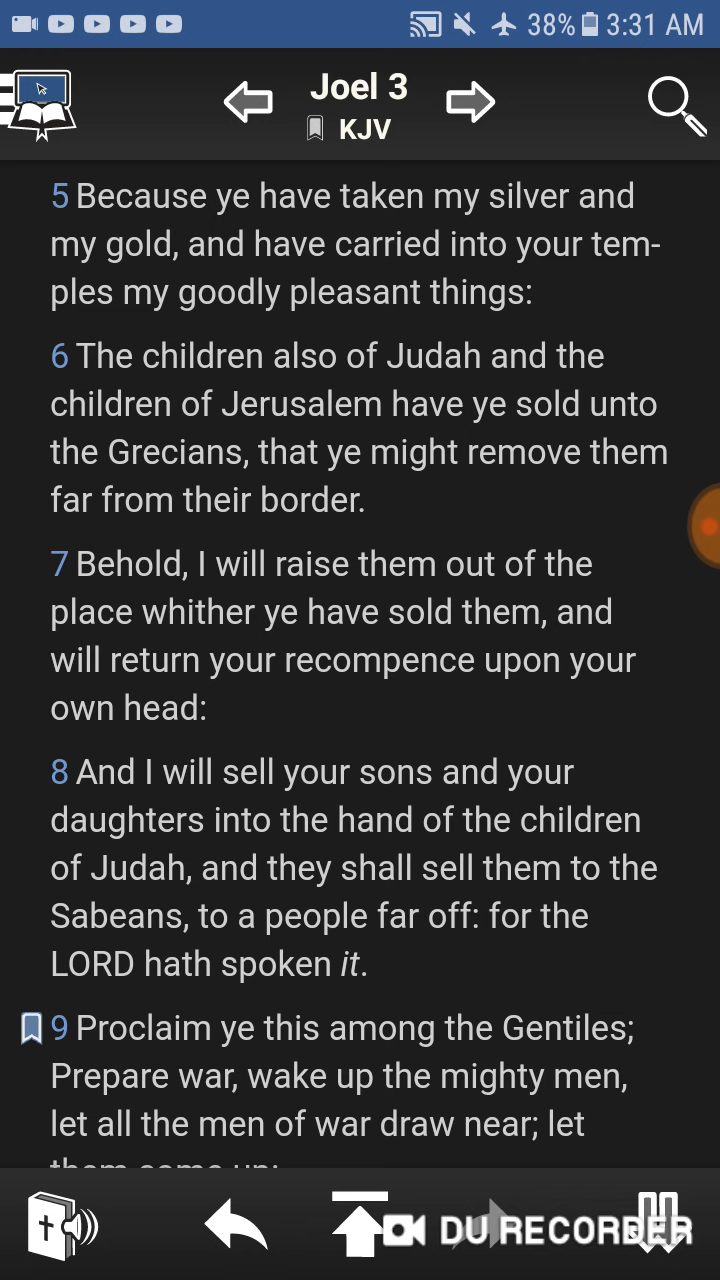 38% 3:31 AM
Joel 3
KJV
5 Because ye have taken my silver and
my gold, and have carried into your tem-
ples my goodly pleasant things:
6 The children also of Judah and the
children of Jerusalem have ye sold unto
the Grecians, that ye might remove them
far from their border.
7 Behold, I will raise them out of the
place whither ye have sold them, and
will return your recompence upon your
own head:
8 And I will sell your sons and your
daughters into the hand of the children
of Judah, and they shall sell them to the
Sabeans, to a people far off: for the
LORD hath spoken it.
9 Proclaim ye this among the Gentiles;
Prepare war, wake up the mighty men,
let all the men of war draw near; let
them come up:
DU RECORDER